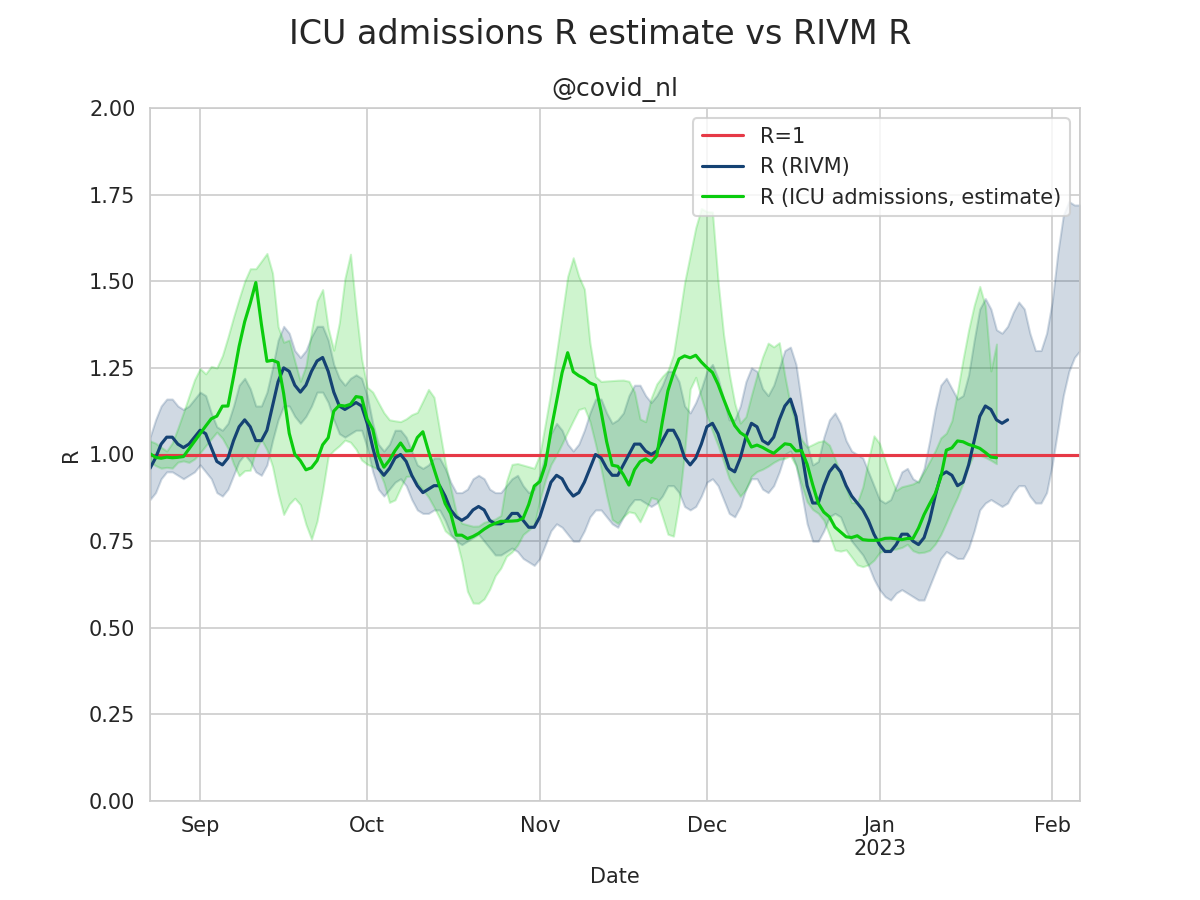 ICU admissions R estimate vs RIVM R
@covid_nl
2.00
1.75
1.50
1.25
1.00
0.75
0.50
0.25
0.00
R
R=1
R (RIVM)
R (ICU admissions, estimate)
Sep Oct Nov Dec Jan Feb
2023
Date